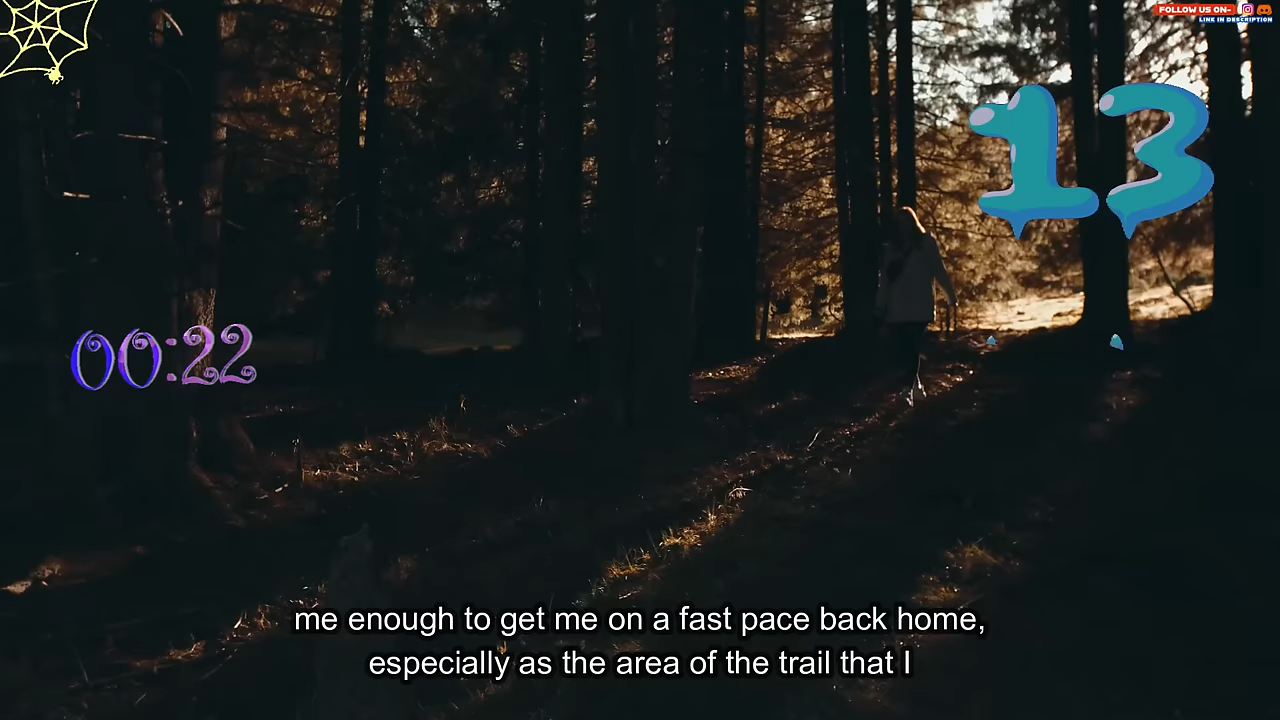 FOLLOW US ON-
LINK IN DESCRIPTION
13
00:22
me enough to get me on a fast pace back home,
especially as the area of the trail that I